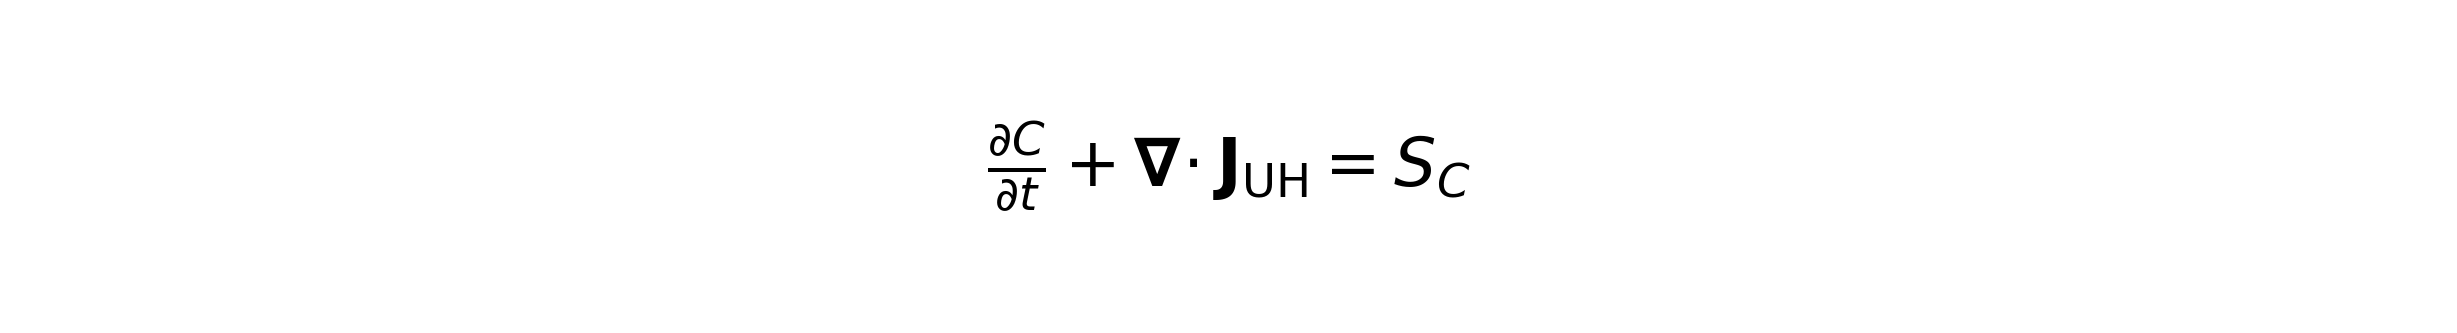 ∂C/∂t + ∇· J_UH = S_C